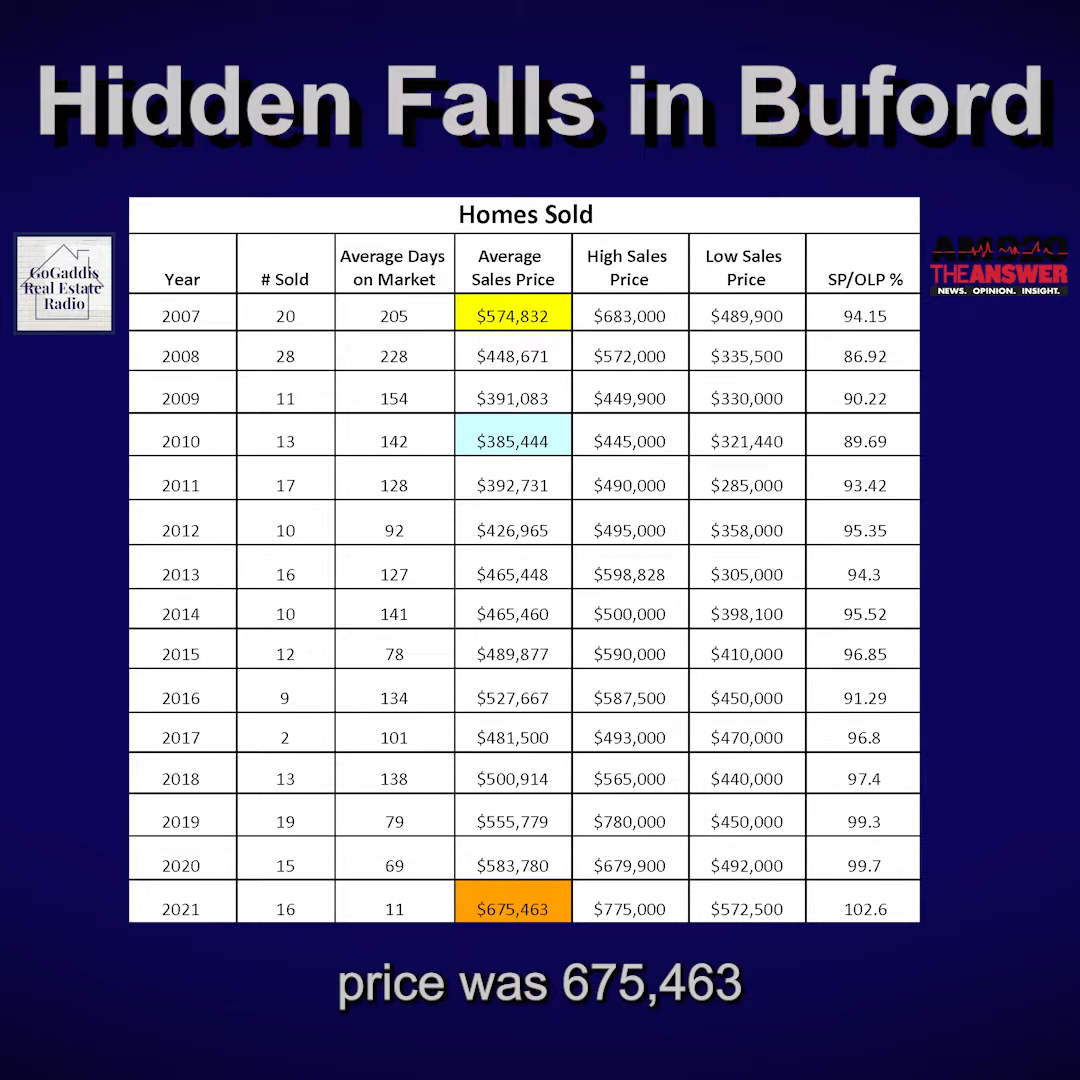 Hidden Falls in Buford
GoGaddis
Real Estate
Radio
AM 920
THE ANSWER
NEWS. OPINION. INSIGHT.
Homes Sold
Year # Sold Average Days on Market Average Sales Price High Sales Price Low Sales Price SP/OLP %
2007 20 205 $574,832 $683,000 $489,900 94.15
2008 28 228 $448,671 $572,000 $335,500 86.92
2009 11 154 $391,083 $449,900 $330,000 90.22
2010 13 142 $385,444 $445,000 $321,440 89.69
2011 17 128 $392,731 $490,000 $285,000 93.42
2012 10 92 $426,965 $495,000 $358,000 95.35
2013 16 127 $465,448 $598,828 $305,000 94.3
2014 10 141 $465,460 $500,000 $398,100 95.52
2015 12 78 $489,877 $590,000 $410,000 96.85
2016 9 134 $527,667 $587,500 $450,000 91.29
2017 2 101 $481,500 $493,000 $470,000 96.8
2018 13 138 $500,914 $565,000 $440,000 97.4
2019 19 79 $555,779 $780,000 $450,000 99.3
2020 15 69 $583,780 $679,900 $492,000 99.7
2021 16 11 $675,463 $775,000 $572,500 102.6
price was 675,463